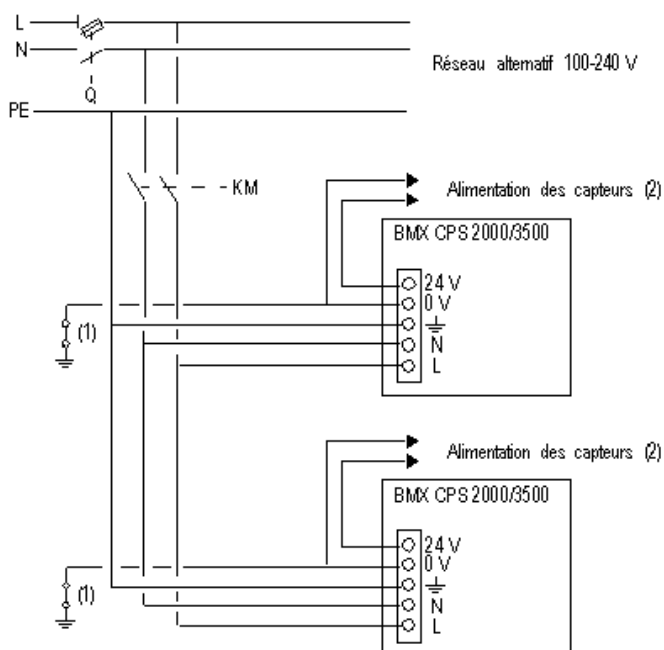 L
N
Réseau alternatif 100-240 V
Q
PE
KM
Alimentation des capteurs (2)
BMX CPS 2000/3500
24 V
0 V
(1)
N
L
Alimentation des capteurs (2)
BMX CPS 2000/3500
24 V
0 V
(1)
N
L